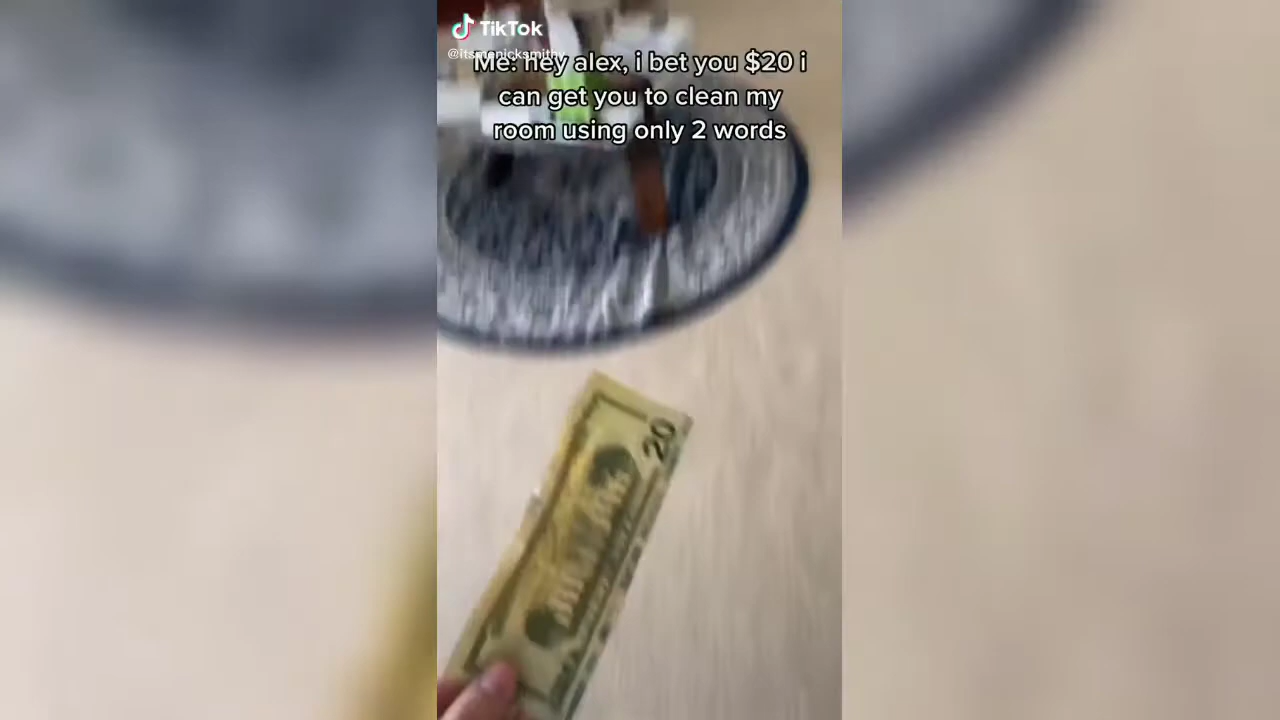 TikTok
@itsmenicksmithy
Me: hey alex, i bet you $20 i
can get you to clean my
room using only 2 words
20